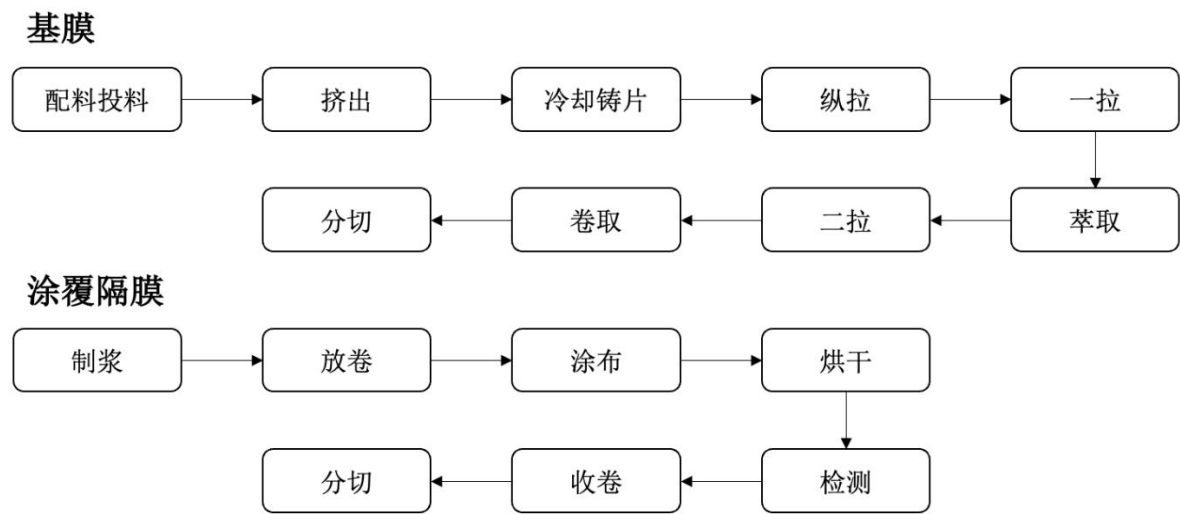 基膜
配料投料
挤出
冷却铸片
纵拉
一拉
萃取
二拉
卷取
分切
涂覆隔膜
制浆
放卷
涂布
烘干
检测
收卷
分切